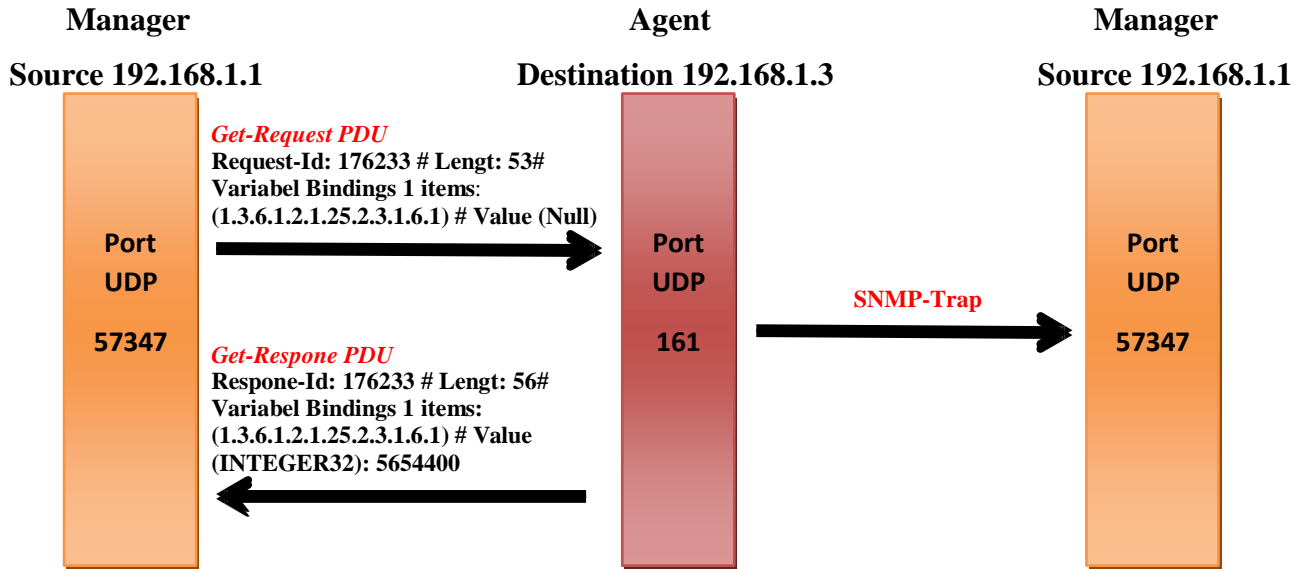 Manager
Agent
Manager
Source 192.168.1.1
Destination 192.168.1.3
Source 192.168.1.1
Get-Request PDU
Request-Id: 176233 # Lengt: 53#
Variabel Bindings 1 items:
(1.3.6.1.2.1.25.2.3.1.6.1) # Value (Null)
Port
UDP
57347
Get-Respone PDU
Respone-Id: 176233 # Lengt: 56#
Variabel Bindings 1 items:
(1.3.6.1.2.1.25.2.3.1.6.1) # Value
(INTEGER32): 5654400
Port
UDP
161
SNMP-Trap
Port
UDP
57347